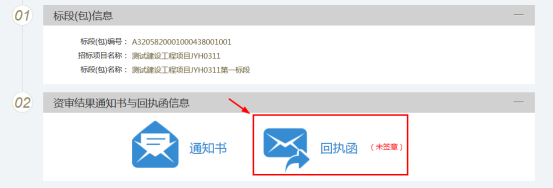 01 标段(包)信息
标段(包)编号： A3205820001000438001001
招标项目名称： 测试建设工程项目JYH0311
标段(包)名称： 测试建设工程项目JYH0311第一标段
02 资审结果通知书与回执函信息
通知书 回执函 （未签章）